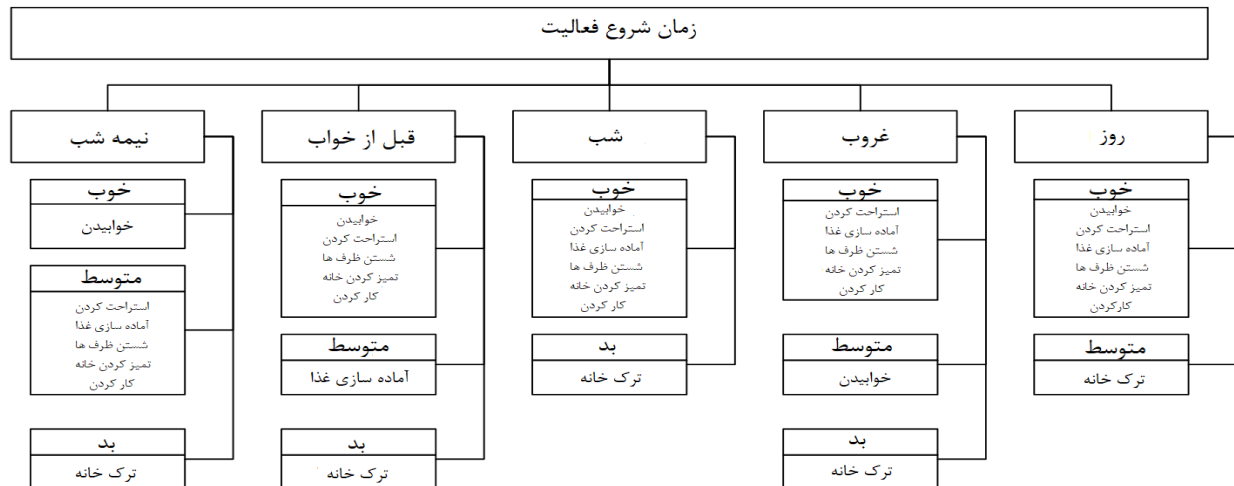 زمان شروع فعالیت
روز
خوب
خوابیدن
استراحت کردن
آماده سازی غذا
شستن ظرف ها
تمیز کردن خانه
کارکردن
متوسط
ترک خانه
غروب
خوب
استراحت کردن
آماده سازی غذا
شستن ظرف ها
تمیز کردن خانه
کار کردن
متوسط
خوابیدن
بد
ترک خانه
شب
خوب
خوابیدن
استراحت کردن
آماده سازی غذا
شستن ظرف ها
تمیز کردن خانه
کار کردن
بد
ترک خانه
قبل از خواب
خوب
خوابیدن
استراحت کردن
شستن ظرف ها
تمیز کردن خانه
کار کردن
متوسط
آماده سازی غذا
بد
ترک خانه
نیمه شب
خوب
خوابیدن
متوسط
استراحت کردن
آماده سازی غذا
شستن ظرف ها
تمیز کردن خانه
کار کردن
بد
ترک خانه